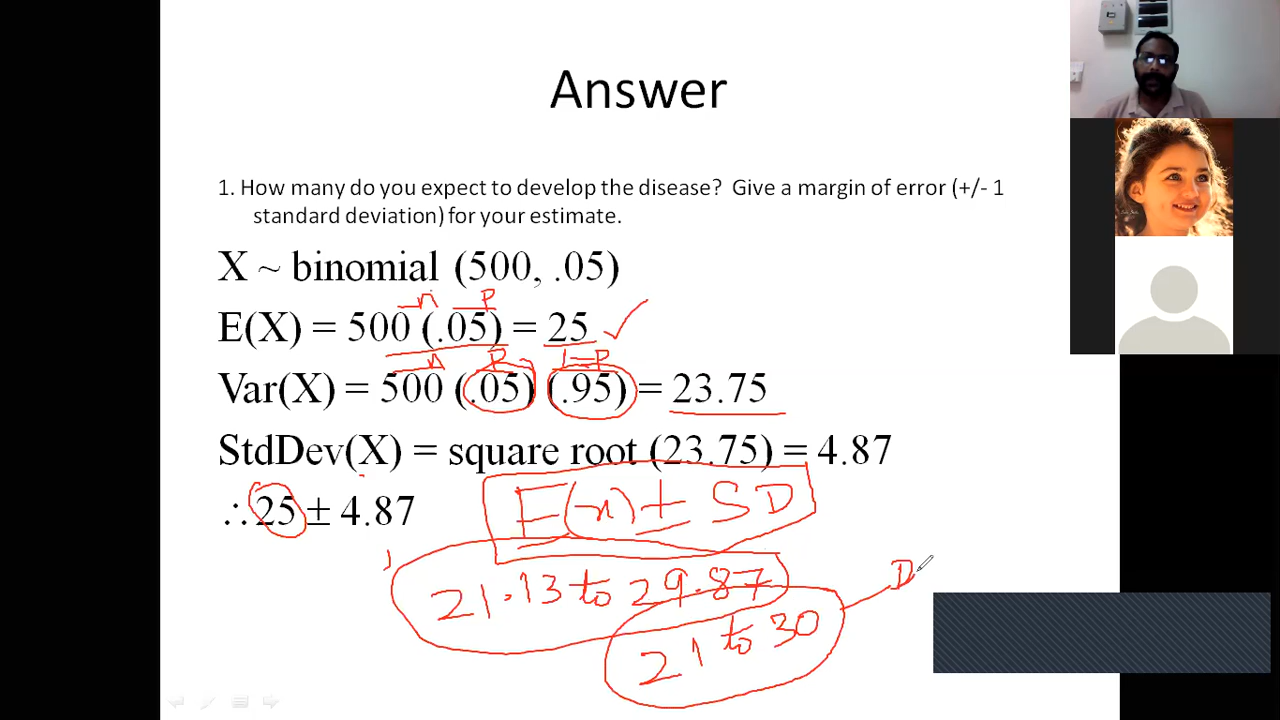 Answer
1. How many do you expect to develop the disease? Give a margin of error (+/- 1
standard deviation) for your estimate.
X ~ binomial (500, .05)
n P
E(X) = 500 (.05) = 25 ✓
n P 1-P
Var(X) = 500 (.05) (.95) = 23.75
StdDev(X) = square root (23.75) = 4.87
∴25 ± 4.87
E(x) ± SD
21.13 to 29.87
21 to 30
D